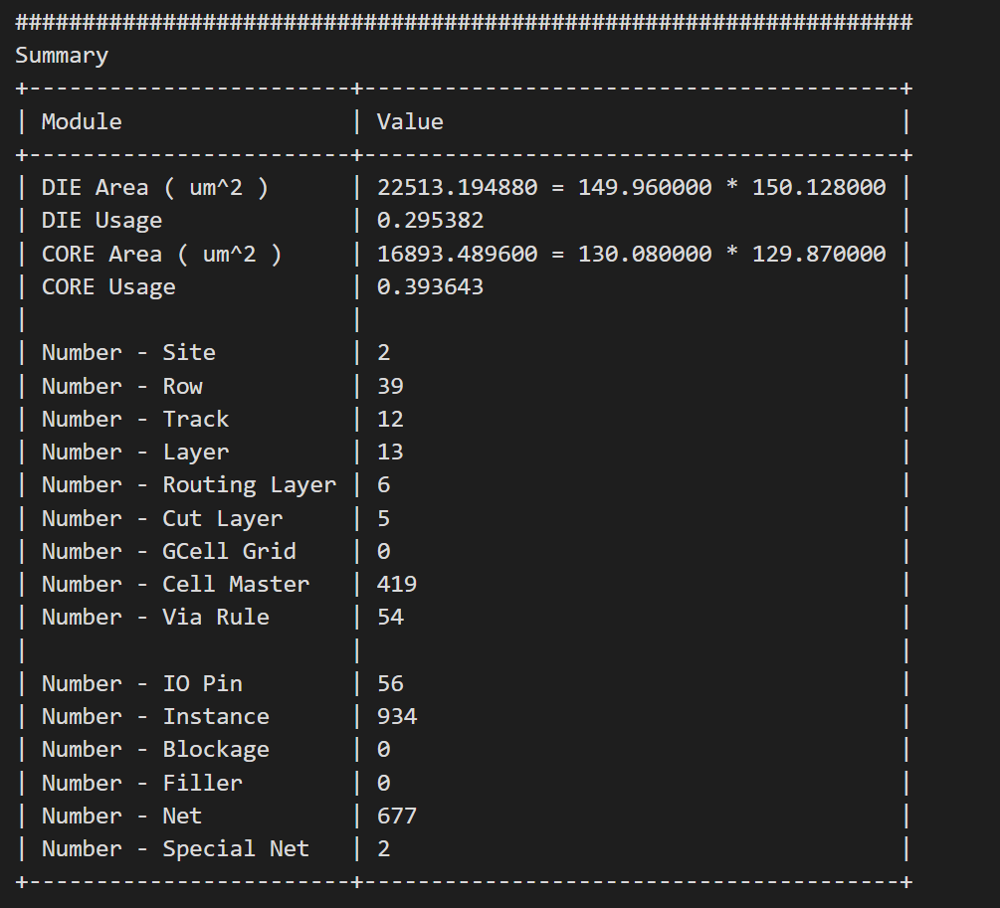 ###################################################################
Summary
+------------------------+----------------------------------------+
| Module                 | Value                                  |
+------------------------+----------------------------------------+
| DIE Area ( um^2 )      | 22513.194880 = 149.960000 * 150.128000 |
| DIE Usage              | 0.295382                               |
| CORE Area ( um^2 )     | 16893.489600 = 130.080000 * 129.870000 |
| CORE Usage             | 0.393643                               |
|                        |                                        |
| Number - Site          | 2                                      |
| Number - Row           | 39                                     |
| Number - Track         | 12                                     |
| Number - Layer         | 13                                     |
| Number - Routing Layer | 6                                      |
| Number - Cut Layer     | 5                                      |
| Number - GCell Grid    | 0                                      |
| Number - Cell Master   | 419                                    |
| Number - Via Rule      | 54                                     |
|                        |                                        |
| Number - IO Pin        | 56                                     |
| Number - Instance      | 934                                    |
| Number - Blockage      | 0                                      |
| Number - Filler        | 0                                      |
| Number - Net           | 677                                    |
| Number - Special Net   | 2                                      |
+------------------------+----------------------------------------+